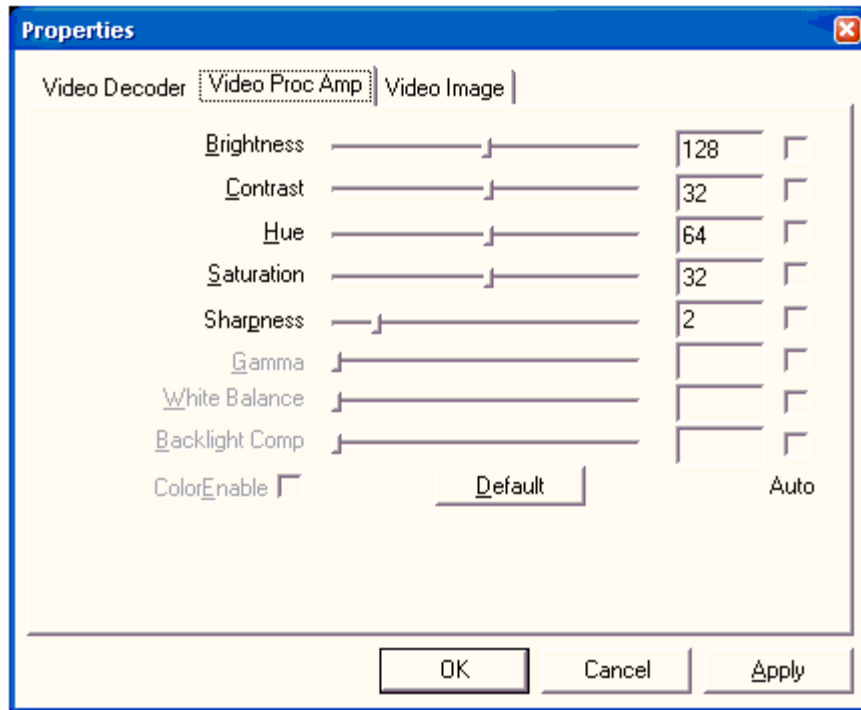 Properties
Video Decoder Video Proc Amp Video Image
Brightness 128
Contrast 32
Hue 64
Saturation 32
Sharpness 2
Gamma
White Balance
Backlight Comp
ColorEnable Default Auto
OK Cancel Apply